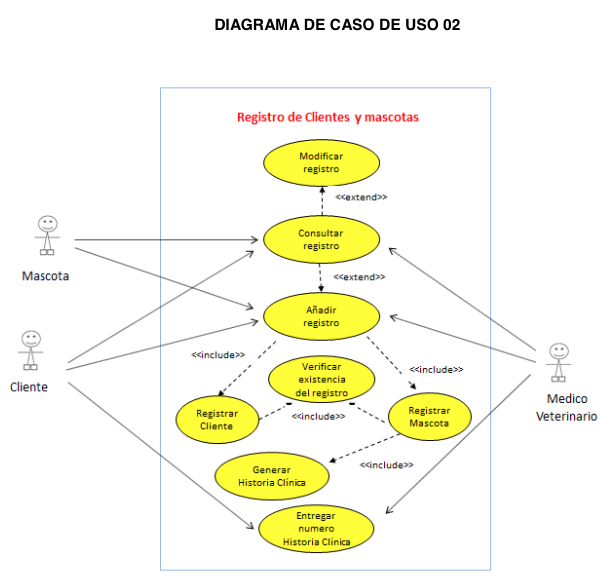 DIAGRAMA DE CASO DE USO 02
Registro de Clientes y mascotas
Modificar
registro
<<extend>>
Consultar
registro
Mascota
<<extend>>
Añadir
registro
<<include>>
Verificar
existencia
del registro
<<include>>
Cliente
Medico
Veterinario
Registrar
Cliente
<<include>>
Registrar
Mascota
Generar
Historia Clínica
<<include>>
Entregar
numero
Historia Clínica